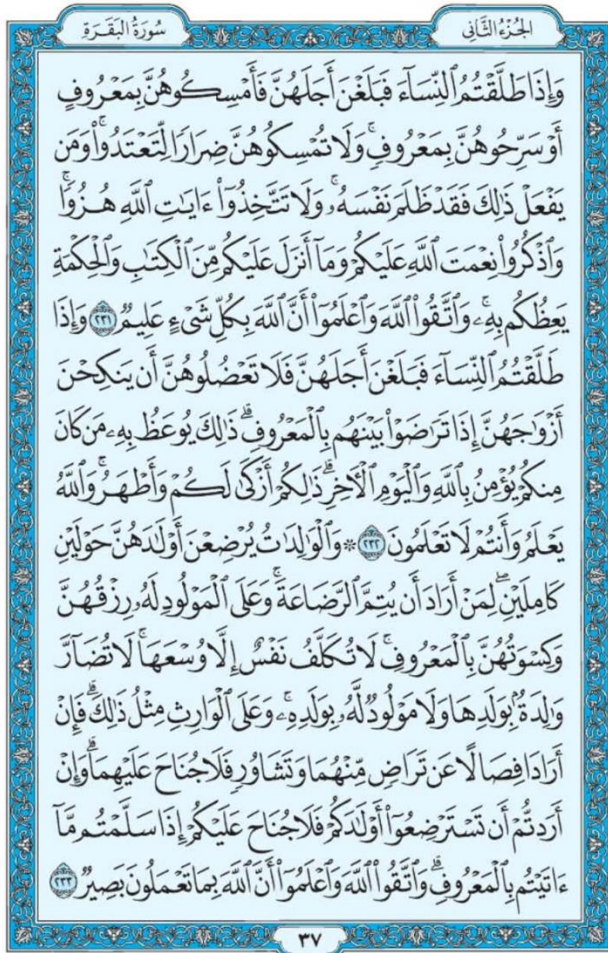 الجُزْءُ الثَّانِي
سُورَةُ البَقَرَةِ
وَإِذَا طَلَّقْتُمُ ٱلنِّسَآءَ فَبَلَغْنَ أَجَلَهُنَّ فَأَمْسِكُوهُنَّ بِمَعْرُوفٍ
أَوْ سَرِّحُوهُنَّ بِمَعْرُوفٖۚ وَلَا تُمْسِكُوهُنَّ ضِرَارٗا لِّتَعْتَدُواْۚ وَمَن
يَفْعَلْ ذَٰلِكَ فَقَدْ ظَلَمَ نَفْسَهُۥۚ وَلَا تَتَّخِذُوٓاْ ءَايَٰتِ ٱللَّهِ هُزُوٗاۚ
وَٱذْكُرُواْ نِعْمَتَ ٱللَّهِ عَلَيْكُمْ وَمَآ أَنزَلَ عَلَيْكُم مِّنَ ٱلْكِتَٰبِ وَٱلْحِكْمَةِ
يَعِظُكُم بِهِۦۚ وَٱتَّقُواْ ٱللَّهَ وَٱعْلَمُوٓاْ أَنَّ ٱللَّهَ بِكُلِّ شَيْءٍ عَلِيمٞ ٢٣١ وَإِذَا
طَلَّقْتُمُ ٱلنِّسَآءَ فَبَلَغْنَ أَجَلَهُنَّ فَلَا تَعْضُلُوهُنَّ أَن يَنكِحْنَ
أَزْوَٰجَهُنَّ إِذَا تَرَٰضَوْاْ بَيْنَهُم بِٱلْمَعْرُوفِۗ ذَٰلِكَ يُوعَظُ بِهِۦ مَن كَانَ
مِنكُمْ يُؤْمِنُ بِٱللَّهِ وَٱلْيَوْمِ ٱلْأٓخِرِۗ ذَٰلِكُمْ أَزْكَىٰ لَكُمْ وَأَطْهَرُۚ وَٱللَّهُ
يَعْلَمُ وَأَنتُمْ لَا تَعْلَمُونَ ٢٣٢ ۞ وَٱلْوَٰلِدَٰتُ يُرْضِعْنَ أَوْلَٰدَهُنَّ حَوْلَيْنِ
كَامِلَيْنِۖ لِمَنْ أَرَادَ أَن يُتِمَّ ٱلرَّضَاعَةَۚ وَعَلَى ٱلْمَوْلُودِ لَهُۥ رِزْقُهُنَّ
وَكِسْوَتُهُنَّ بِٱلْمَعْرُوفِۚ لَا تُكَلَّفُ نَفْسٌ إِلَّا وُسْعَهَاۚ لَا تُضَآرَّ
وَٰلِدَةُۢ بِوَلَدِهَا وَلَا مَوْلُودٞ لَّهُۥ بِوَلَدِهِۦۚ وَعَلَى ٱلْوَارِثِ مِثْلُ ذَٰلِكَۗ فَإِنْ
أَرَادَا فِصَالًا عَن تَرَاضٖ مِّنْهُمَا وَتَشَاوُرٖ فَلَا جُنَاحَ عَلَيْهِمَاۗ وَإِنْ
أَرَدتُّمْ أَن تَسْتَرْضِعُوٓاْ أَوْلَٰدَكُمْ فَلَا جُنَاحَ عَلَيْكُمْ إِذَا سَلَّمْتُم مَّآ
ءَاتَيْتُم بِٱلْمَعْرُوفِۗ وَٱتَّقُواْ ٱللَّهَ وَٱعْلَمُوٓاْ أَنَّ ٱللَّهَ بِمَا تَعْمَلُونَ بَصِيرٞ ٢٣٣
٣٧